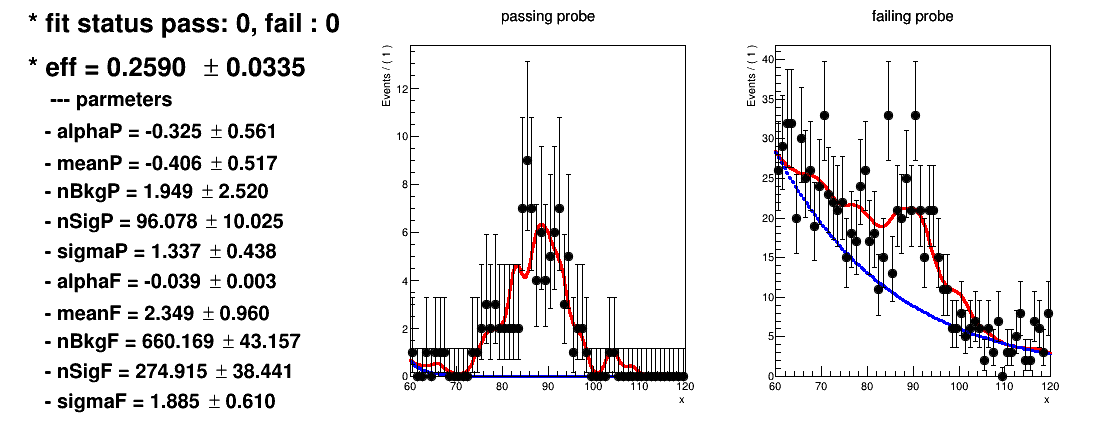 * fit status pass: 0, fail : 0
* eff = 0.2590 ± 0.0335
--- parmeters
- alphaP = -0.325 ± 0.561
- meanP = -0.406 ± 0.517
- nBkgP = 1.949 ± 2.520
- nSigP = 96.078 ± 10.025
- sigmaP = 1.337 ± 0.438
- alphaF = -0.039 ± 0.003
- meanF = 2.349 ± 0.960
- nBkgF = 660.169 ± 43.157
- nSigF = 274.915 ± 38.441
- sigmaF = 1.885 ± 0.610
passing probe
Events / ( 1 )
12
10
8
6
4
2
0
60 70 80 90 100 110 120
x
failing probe
Events / ( 1 )
40
35
30
25
20
15
10
5
0
60 70 80 90 100 110 120
x